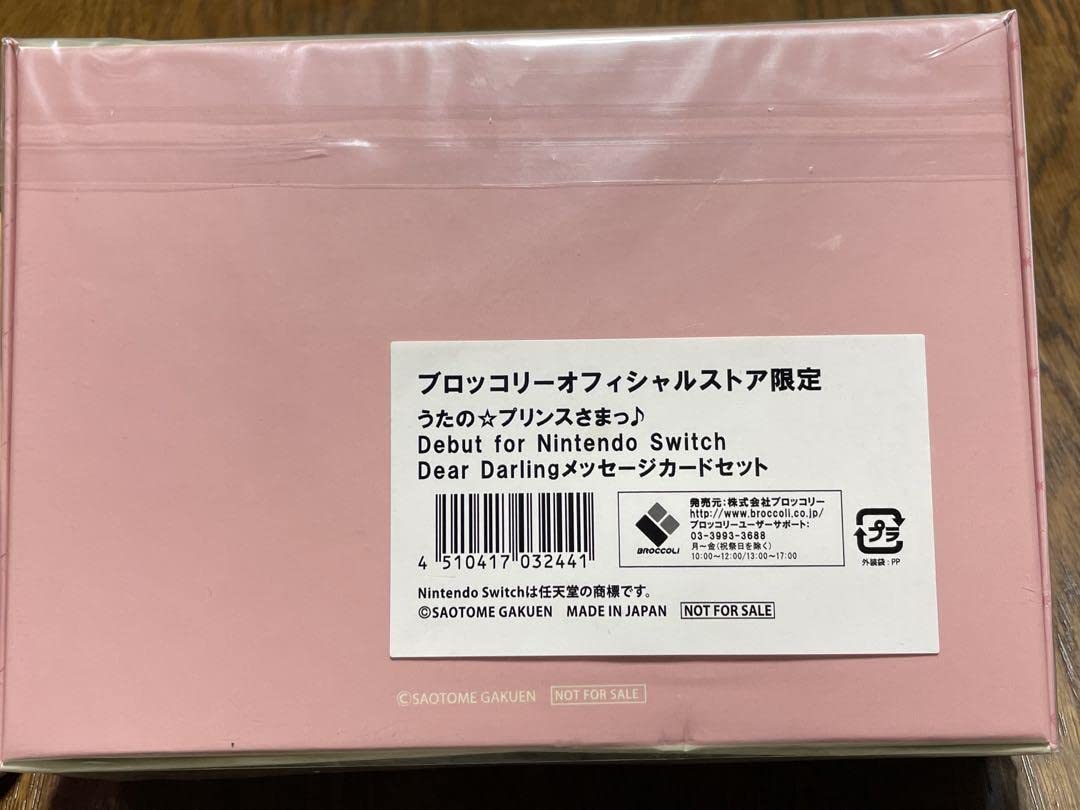 ブロッコリーオフィシャルストア限定
うたの☆プリンスさまっ♪
Debut for Nintendo Switch
Dear Darlingメッセージカードセット
4 510417 032441
BROCCOLI
発売元:株式会社ブロッコリー
http://www.broccoli.co.jp/
ブロッコリーユーザーサポート:
03-3993-3688
月~金(祝祭日を除く)
10:00~12:00/13:00~17:00
プラ
外装袋:PP
Nintendo Switchは任天堂の商標です。
©SAOTOME GAKUEN MADE IN JAPAN NOT FOR SALE
©SAOTOME GAKUEN NOT FOR SALE